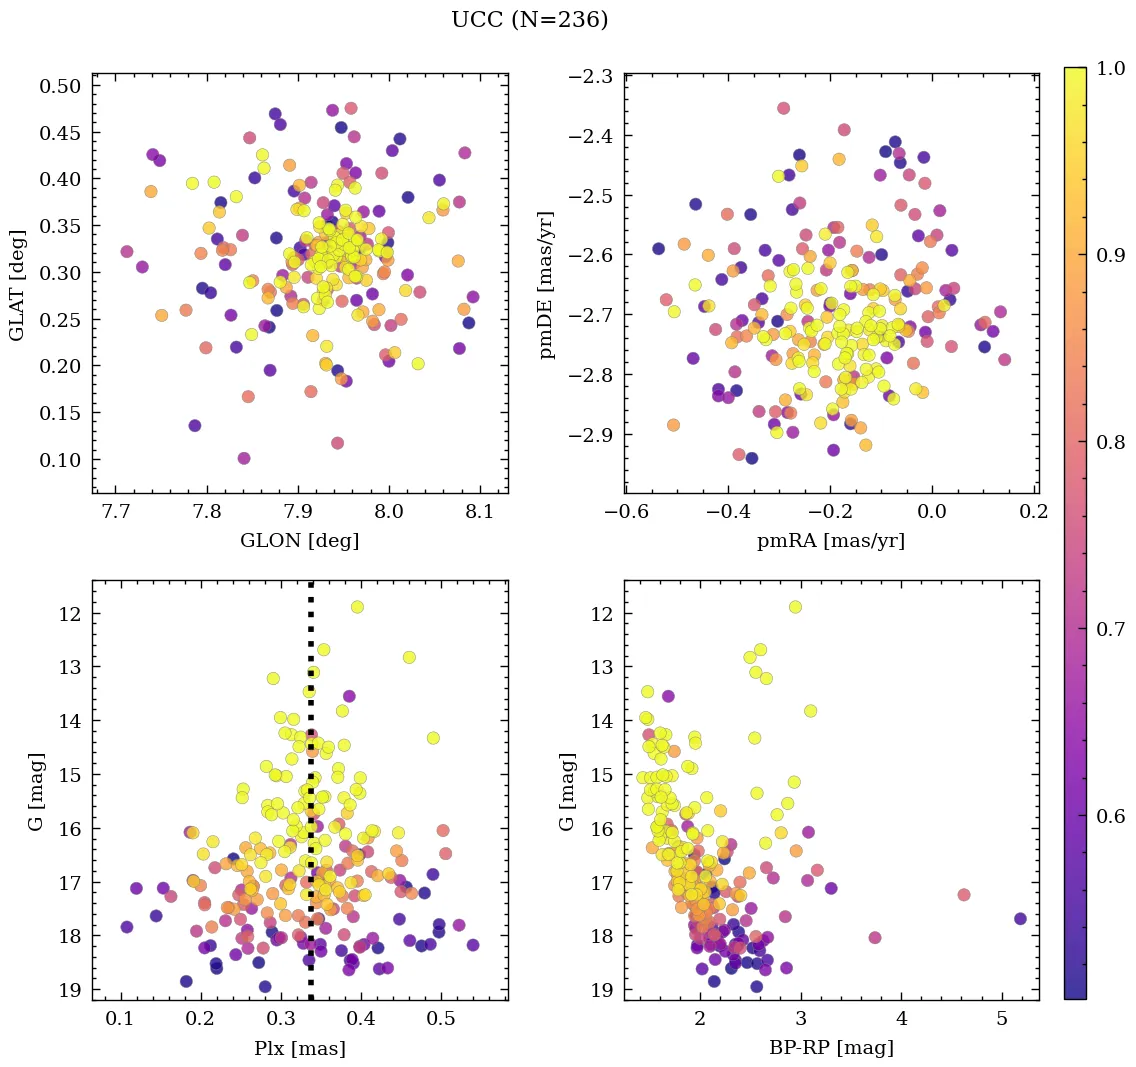 UCC (N=236)
0.50
0.45
0.40
0.35
0.30
0.25
0.20
0.15
0.10
GLAT [deg]
7.7 7.8 7.9 8.0 8.1
GLON [deg]
−2.3
−2.4
−2.5
−2.6
−2.7
−2.8
−2.9
pmDE [mas/yr]
−0.6 −0.4 −0.2 0.0 0.2
pmRA [mas/yr]
12
13
14
15
16
17
18
19
G [mag]
0.1 0.2 0.3 0.4 0.5
Plx [mas]
12
13
14
15
16
17
18
19
G [mag]
2 3 4 5
BP-RP [mag]
1.0
0.9
0.8
0.7
0.6